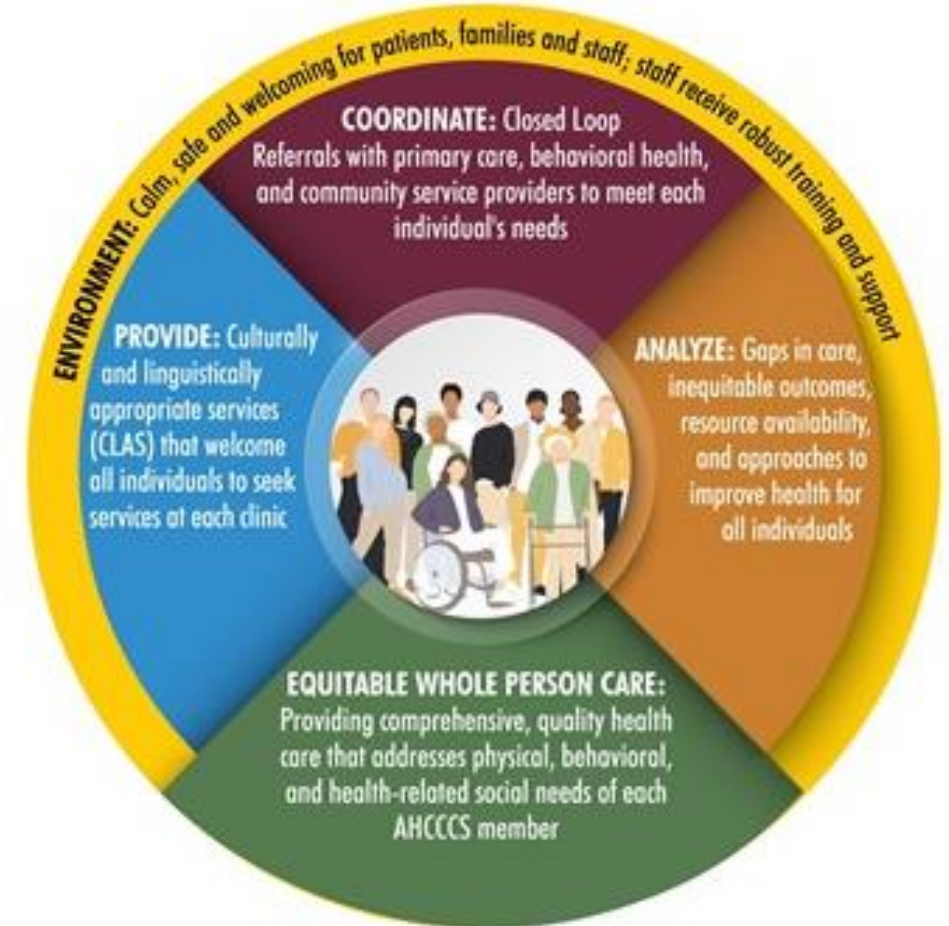 ENVIRONMENT: Calm, safe and welcoming for patients, families and staff; staff receive robust training and support
COORDINATE: Closed Loop
Referrals with primary care, behavioral health,
and community service providers to meet each
individual's needs
PROVIDE: Culturally
and linguistically
appropriate services
(CLAS) that welcome
all individuals to seek
services at each clinic
ANALYZE: Gaps in care,
inequitable outcomes,
resource availability,
and approaches to
improve health for
all individuals
EQUITABLE WHOLE PERSON CARE:
Providing comprehensive, quality health
care that addresses physical, behavioral,
and health-related social needs of each
AHCCCS member